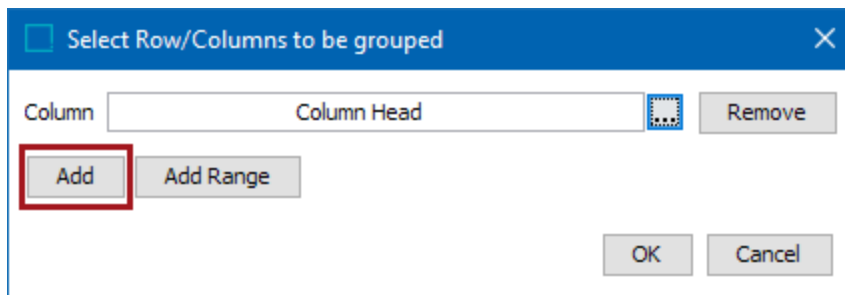 Select Row/Columns to be grouped
Column Column Head ... Remove
Add Add Range
OK Cancel